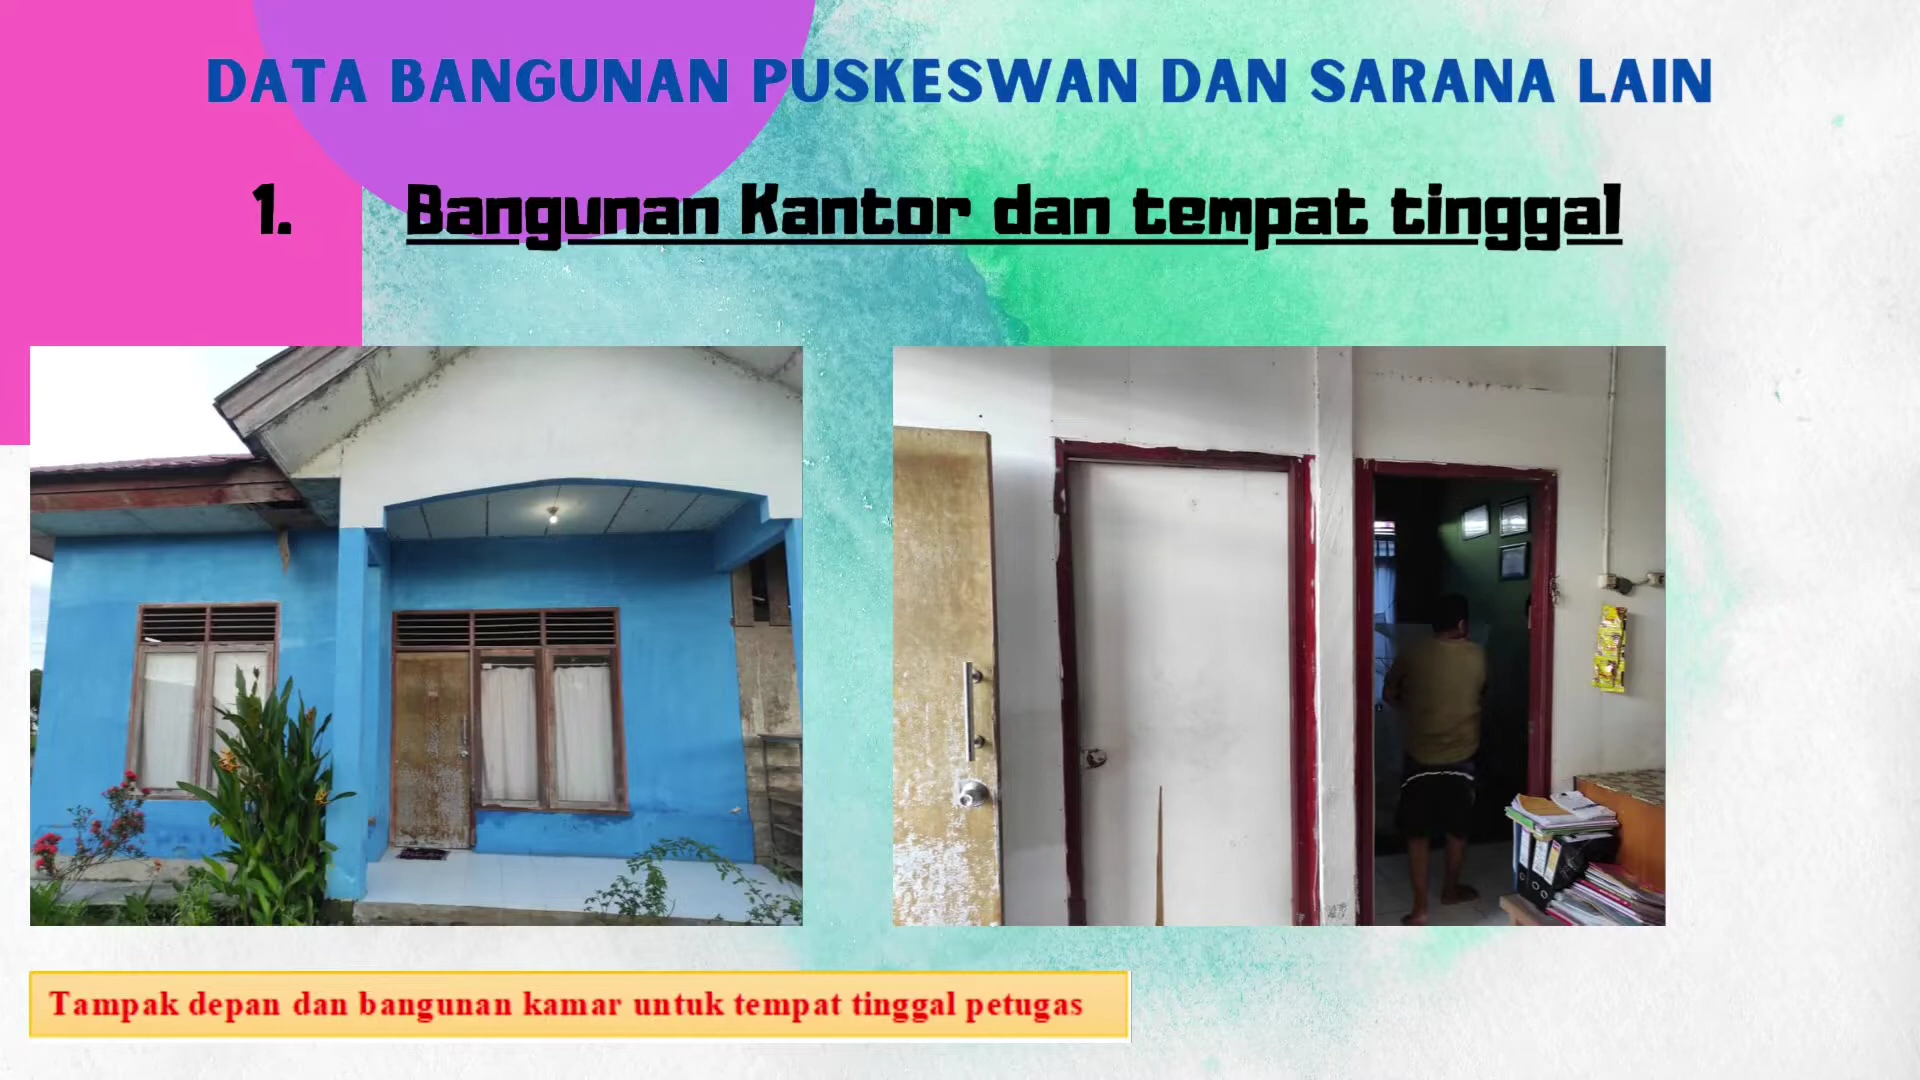 DATA BANGUNAN PUSKESWAN DAN SARANA LAIN
1. Bangunan Kantor dan tempat tinggal
Tampak depan dan bangunan kamar untuk tempat tinggal petugas